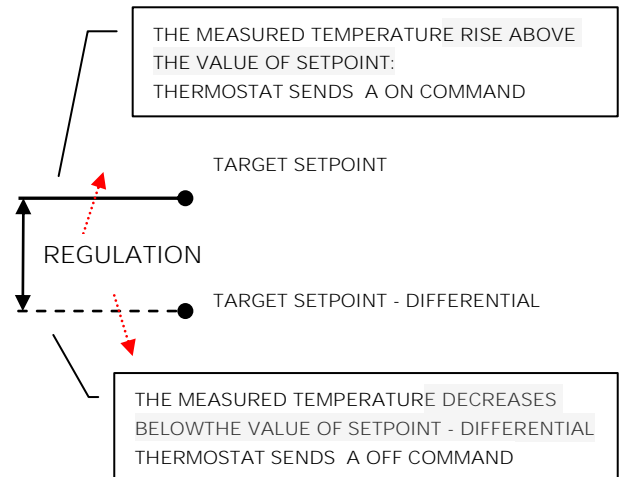 THE MEASURED TEMPERATURE RISE ABOVE
THE VALUE OF SETPOINT:
THERMOSTAT SENDS A ON COMMAND
TARGET SETPOINT
REGULATION
TARGET SETPOINT - DIFFERENTIAL
THE MEASURED TEMPERATURE DECREASES
BELOWTHE VALUE OF SETPOINT - DIFFERENTIAL
THERMOSTAT SENDS A OFF COMMAND